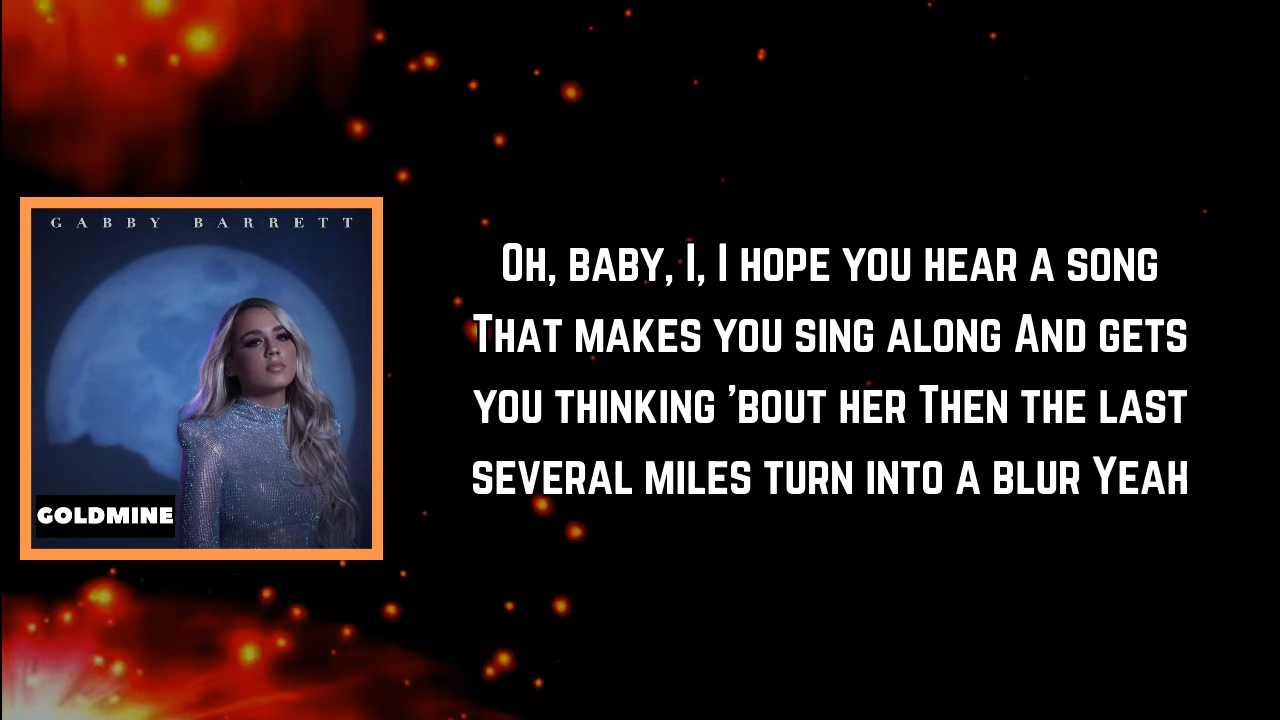 GABBY BARRETT
GOLDMINE
Oh, baby, I, I hope you hear a song
That makes you sing along And gets
you thinking 'bout her Then the last
several miles turn into a blur Yeah